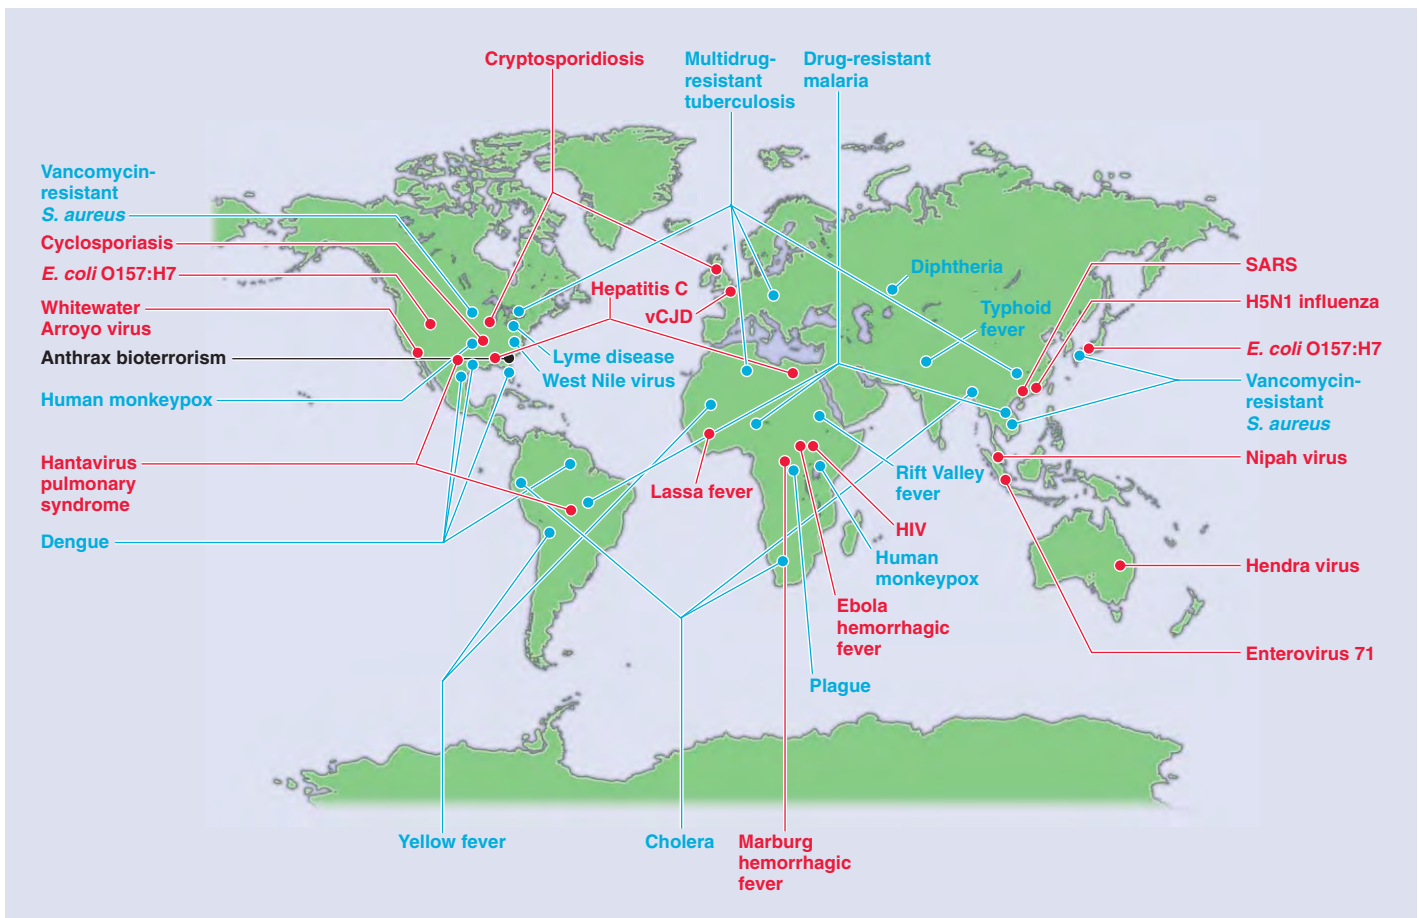 Cryptosporidiosis
Multidrug-
resistant
tuberculosis
Drug-resistant
malaria
Vancomycin-
resistant
S. aureus
Cyclosporiasis
E. coli O157:H7
Whitewater
Arroyo virus
Anthrax bioterrorism
Human monkeypox
Hantavirus
pulmonary
syndrome
Dengue
Hepatitis C
vCJD
Lyme disease
West Nile virus
Diphtheria
Typhoid
fever
SARS
H5N1 influenza
E. coli O157:H7
Vancomycin-
resistant
S. aureus
Nipah virus
Hendra virus
Enterovirus 71
Lassa fever
Rift Valley
fever
HIV
Human
monkeypox
Ebola
hemorrhagic
fever
Plague
Yellow fever
Cholera
Marburg
hemorrhagic
fever